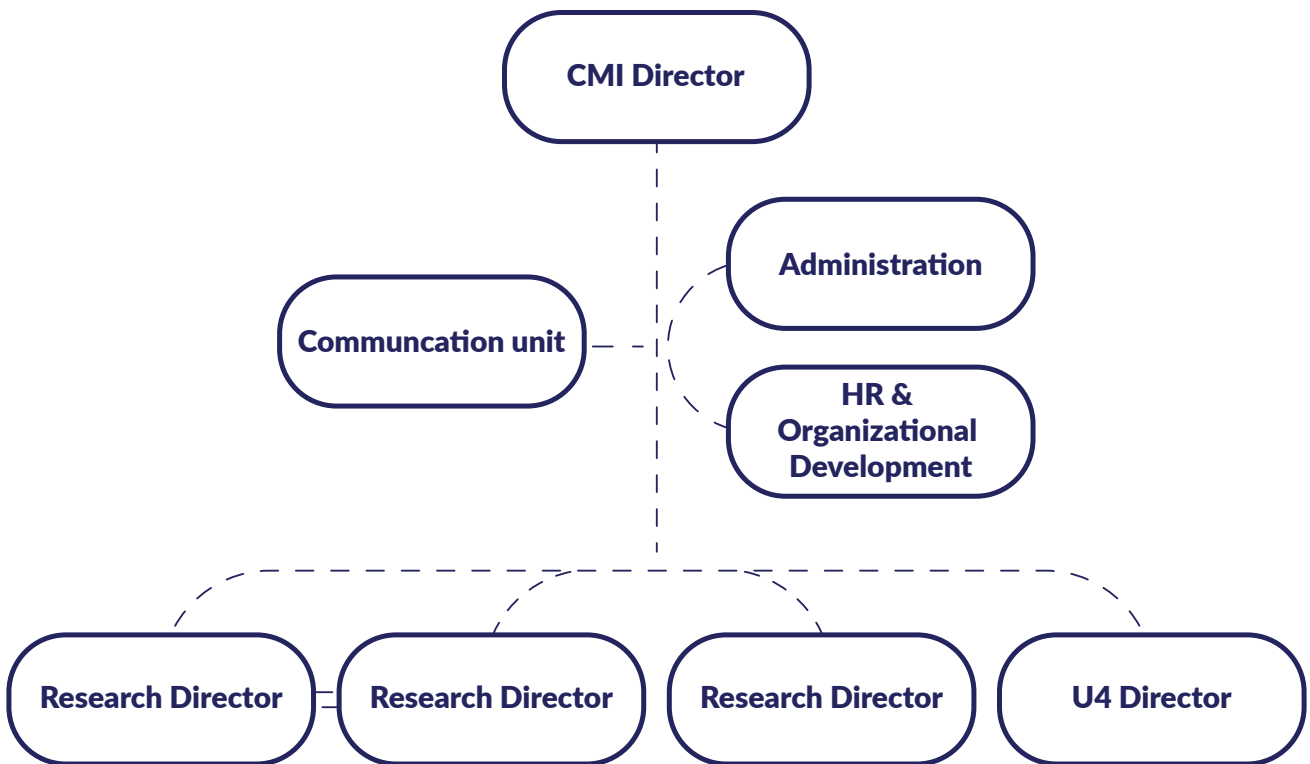 CMI Director
Administration
Communcation unit
HR &
Organizational
Development
Research Director
Research Director
Research Director
U4 Director